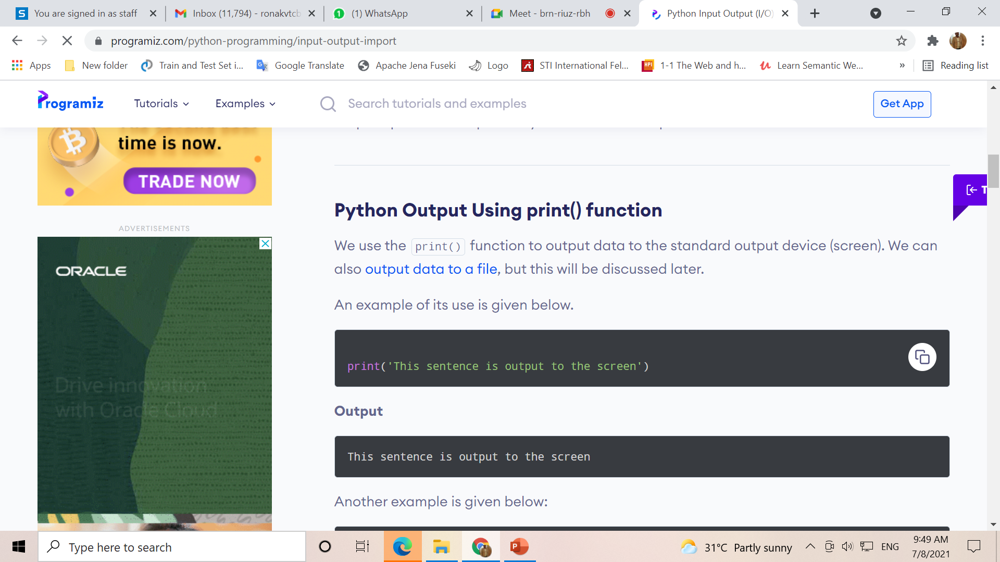 You are signed in as staff
Inbox (11,794) - ronakvtcb
(1) WhatsApp
Meet - brn-riuz-rbh
Python Input Output (I/O)
programiz.com/python-programming/input-output-import
Apps
New folder
Train and Test Set i...
Google Translate
Apache Jena Fuseki
Logo
STI International Fel...
HPI
1-1 The Web and h...
Learn Semantic We...
»
Reading list
Programiz
Tutorials
Examples
Search tutorials and examples
Get App
time is now.
TRADE NOW
ADVERTISEMENTS
ORACLE
Drive innovation
with Oracle Cloud
Python Output Using print() function
We use the print() function to output data to the standard output device (screen). We can
also output data to a file, but this will be discussed later.
An example of its use is given below.
print('This sentence is output to the screen')
Output
This sentence is output to the screen
Another example is given below:
Type here to search
31°C Partly sunny
ENG
9:49 AM
7/8/2021